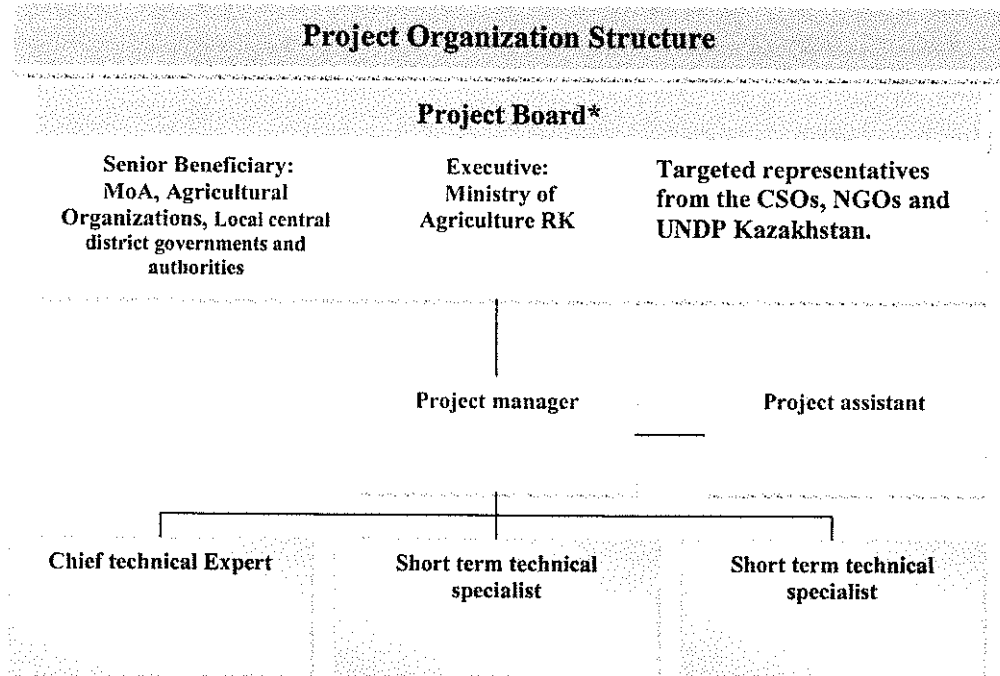 Project Organization Structure
Project Board*
Senior Beneficiary:
MoA, Agricultural
Organizations, Local central
district governments and
authorities
Executive:
Ministry of
Agriculture RK
Targeted representatives
from the CSOs, NGOs and
UNDP Kazakhstan.
Project manager
Project assistant
Chief technical Expert
Short term technical
specialist
Short term technical
specialist